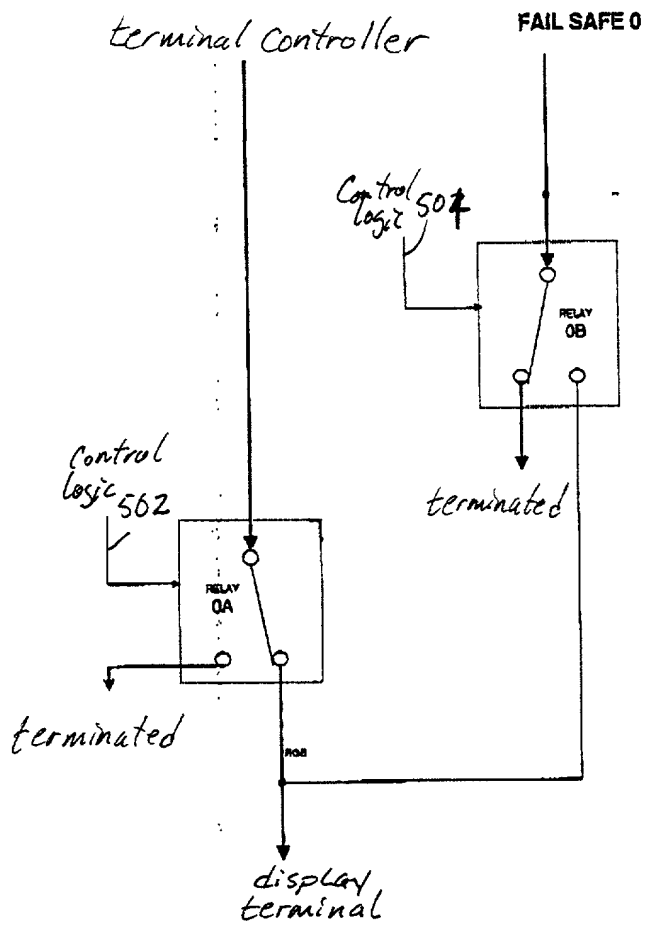 terminal controller
FAIL SAFE 0
Control
logic 504
RELAY
0B
terminated
Control
logic 502
RELAY
0A
terminated
RGB
display
terminal